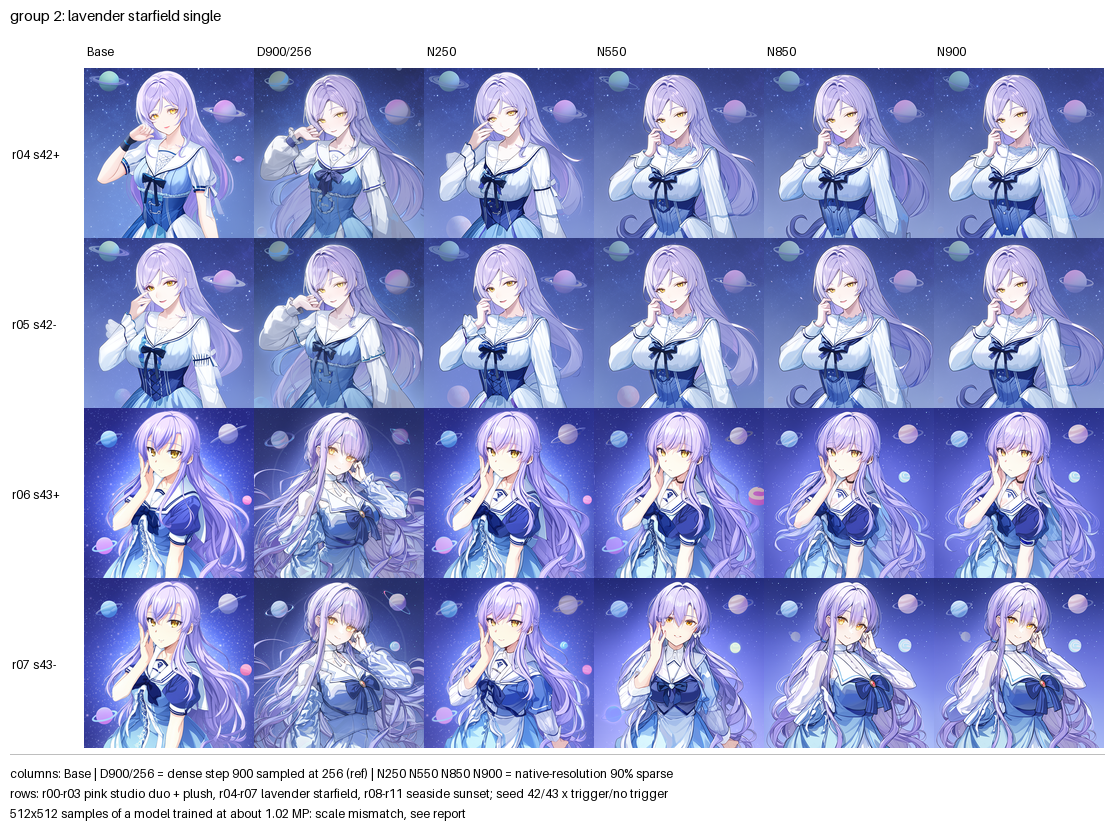 group 2: lavender starfield single
Base D900/256 N250 N550 N850 N900
r04 s42+
r05 s42-
r06 s43+
r07 s43-
columns: Base | D900/256 = dense step 900 sampled at 256 (ref) | N250 N550 N850 N900 = native-resolution 90% sparse
rows: r00-r03 pink studio duo + plush, r04-r07 lavender starfield, r08-r11 seaside sunset; seed 42/43 x trigger/no trigger
512x512 samples of a model trained at about 1.02 MP: scale mismatch, see report